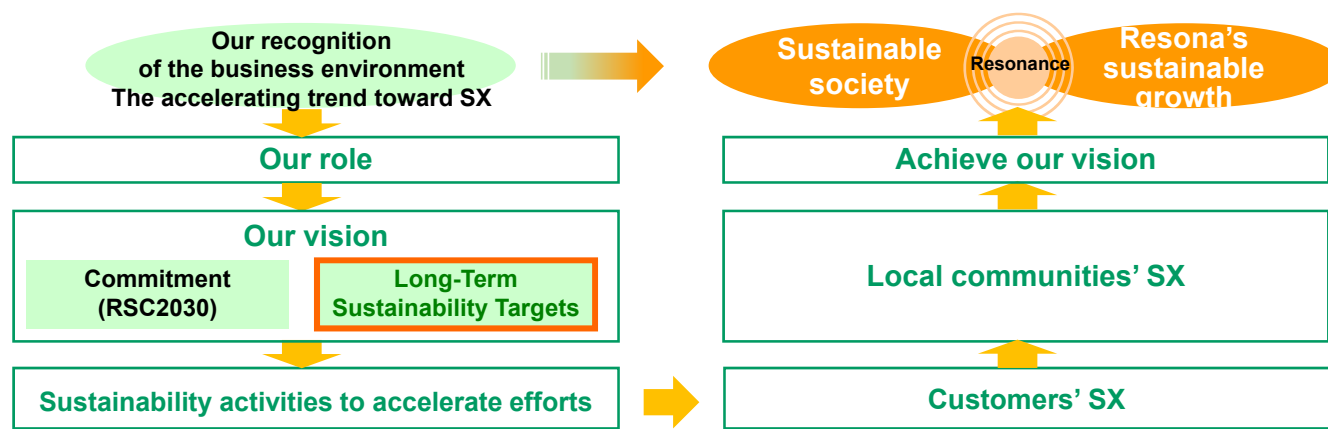 Our recognition
of the business environment
The accelerating trend toward SX
Our role
Our vision
Commitment
(RSC2030)
Long-Term
Sustainability Targets
Sustainability activities to accelerate efforts
Sustainable
society
Resonance
Resona’s
sustainable
growth
Achieve our vision
Local communities’ SX
Customers’ SX